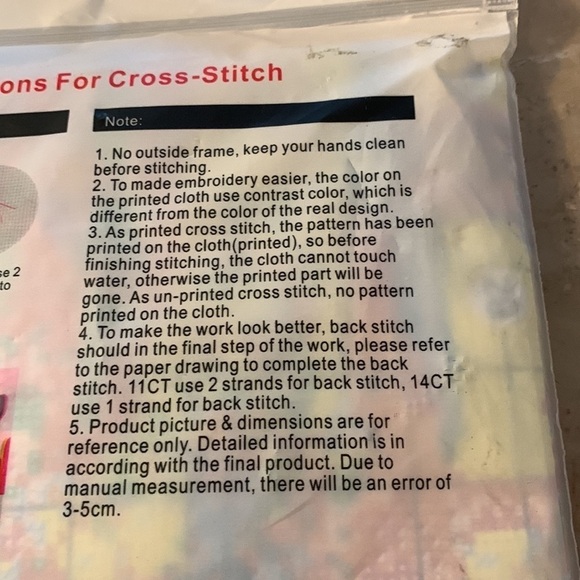 ons For Cross-Stitch
Note:
1. No outside frame, keep your hands clean
before stitching.
2. To made embroidery easier, the color on
the printed cloth use contrast color, which is
different from the color of the real design.
3. As printed cross stitch, the pattern has been
printed on the cloth(printed), so before
finishing stitching, the cloth cannot touch
water, otherwise the printed part will be
gone. As un-printed cross stitch, no pattern
printed on the cloth.
4. To make the work look better, back stitch
should in the final step of the work, please refer
to the paper drawing to complete the back
stitch. 11CT use 2 strands for back stitch, 14CT
use 1 strand for back stitch.
5. Product picture & dimensions are for
reference only. Detailed information is in
according with the final product. Due to
manual measurement, there will be an error of
3-5cm.
se 2
to